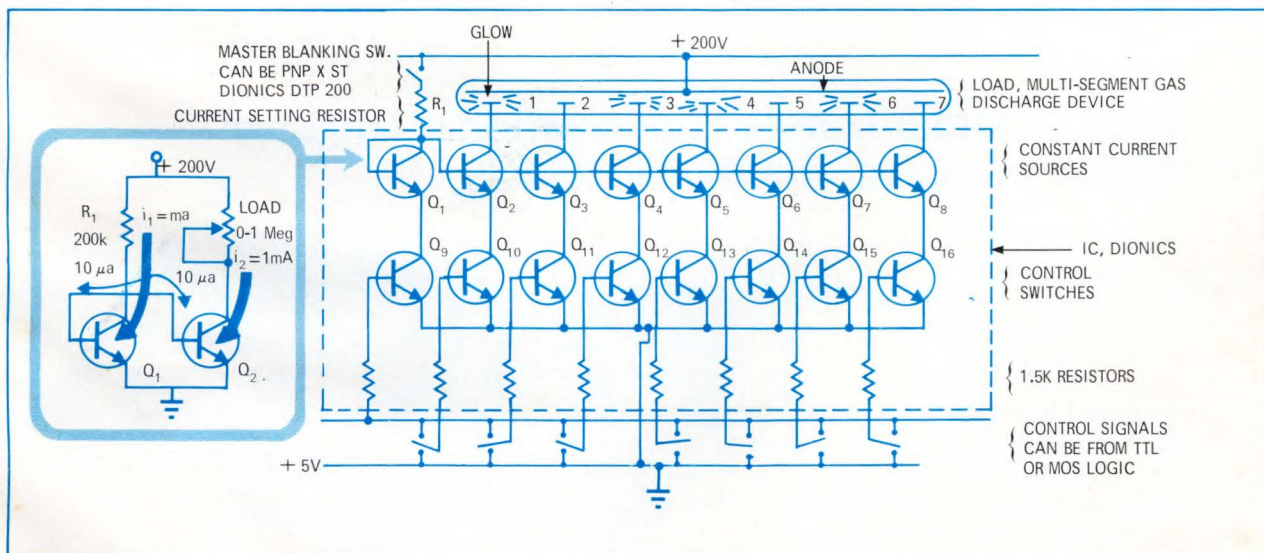 MASTER BLANKING SW.
CAN BE PNP X ST
DIONICS DTP 200
CURRENT SETTING RESISTOR
R1
GLOW
+ 200V
ANODE
1 2 3 4 5 6 7
LOAD, MULTI-SEGMENT GAS
DISCHARGE DEVICE
CONSTANT CURRENT
SOURCES
Q1 Q2 Q3 Q4 Q5 Q6 Q7 Q8
Q9 Q10 Q11 Q12 Q13 Q14 Q15 Q16
IC, DIONICS
CONTROL
SWITCHES
1.5K RESISTORS
CONTROL SIGNALS
CAN BE FROM TTL
OR MOS LOGIC
+ 5V
+ 200V
R1
200k
i1 = ma
LOAD
0-1 Meg
i2 = 1mA
10 μa
10 μa
Q1
Q2